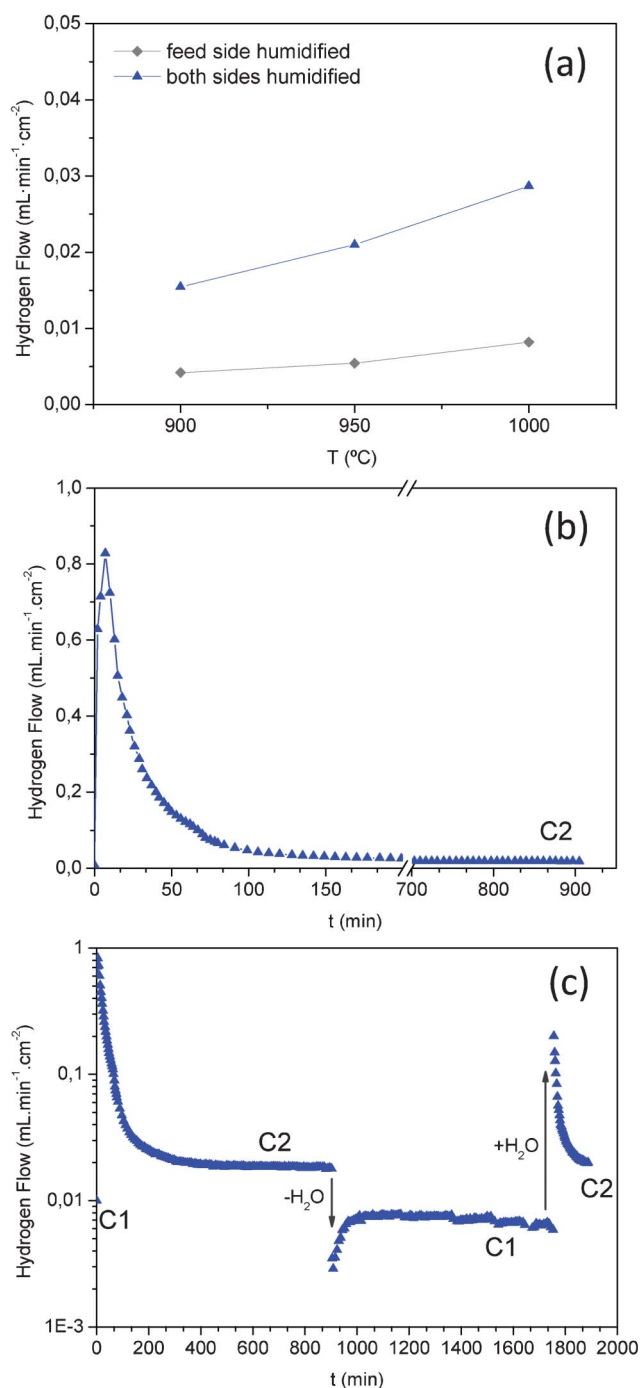 (a)
feed side humidified
both sides humidified
Hydrogen Flow (mL·min⁻¹·cm⁻²)
0,05
0,04
0,03
0,02
0,01
0,00
900 950 1000
T (ºC)
(b)
Hydrogen Flow (mL.min⁻¹.cm⁻²)
1,0
0,8
0,6
0,4
0,2
0,0
C2
0 50 100 150 700 800 900
t (min)
(c)
Hydrogen Flow (mL.min⁻¹.cm⁻²)
1
0,1
0,01
1E-3
C1
C2
-H₂O
C1
+H₂O
C2
0 200 400 600 800 1000 1200 1400 1600 1800 2000
t (min)